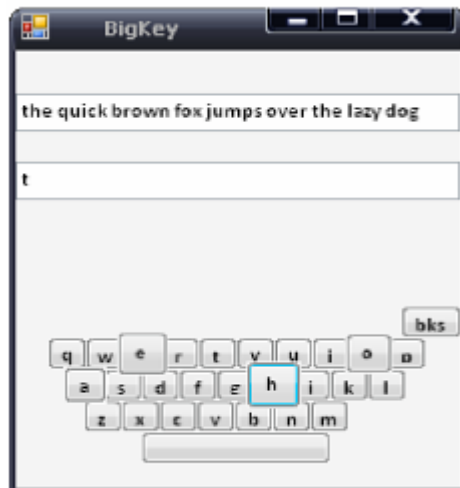 BigKey
the quick brown fox jumps over the lazy dog
t
bks
q w e r t y u i o p
a s d f g h j k l
z x c v b n m